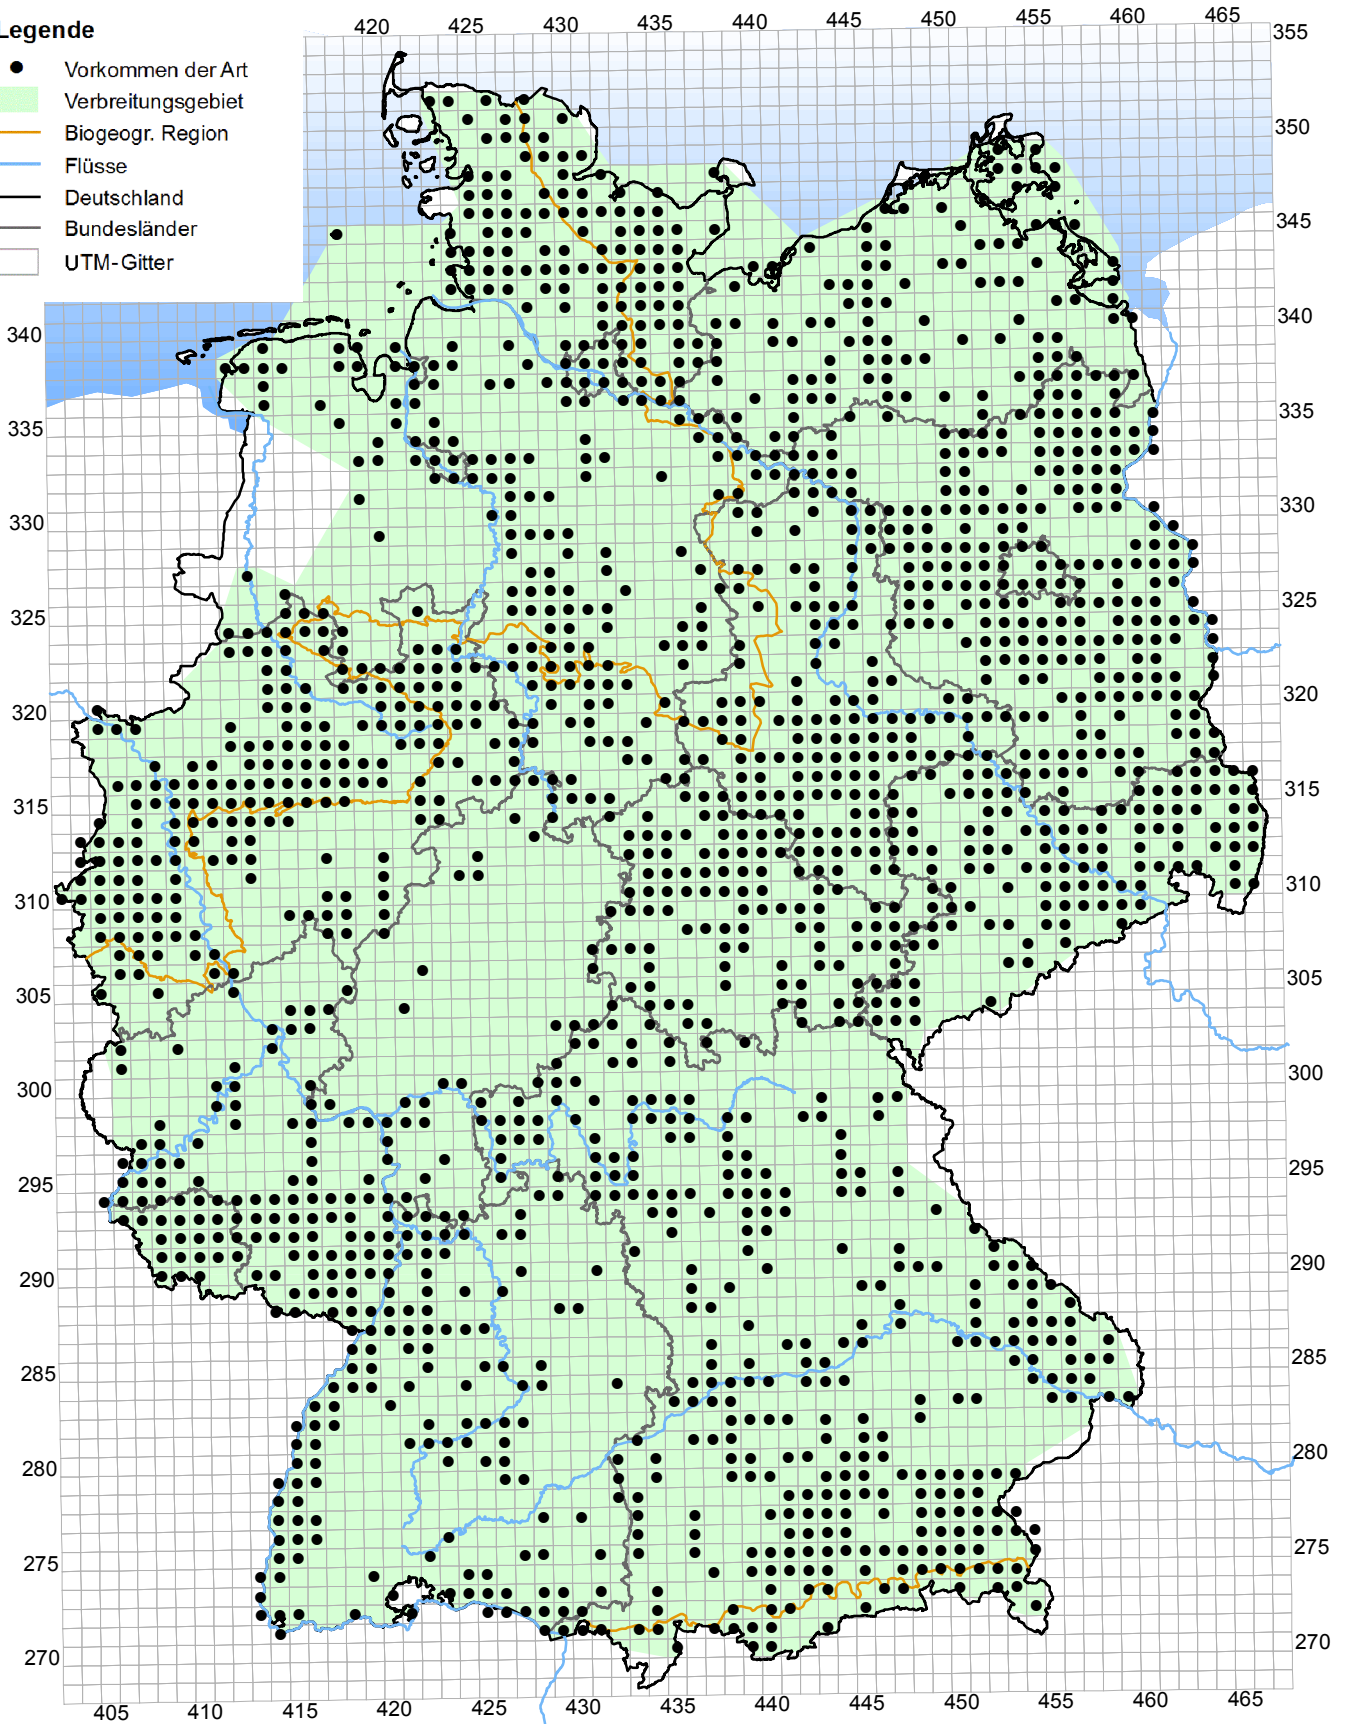 Legende
Vorkommen der Art
Verbreitungsgebiet
Biogeogr. Region
Flüsse
Deutschland
Bundesländer
UTM-Gitter
420 425 430 435 440 445 450 455 460 465
355
350
345
340 340
335 335
330 330
325 325
320 320
315 315
310 310
305 305
300 300
295 295
290 290
285 285
280 280
275 275
270 270
405 410 415 420 425 430 435 440 445 450 455 460 465